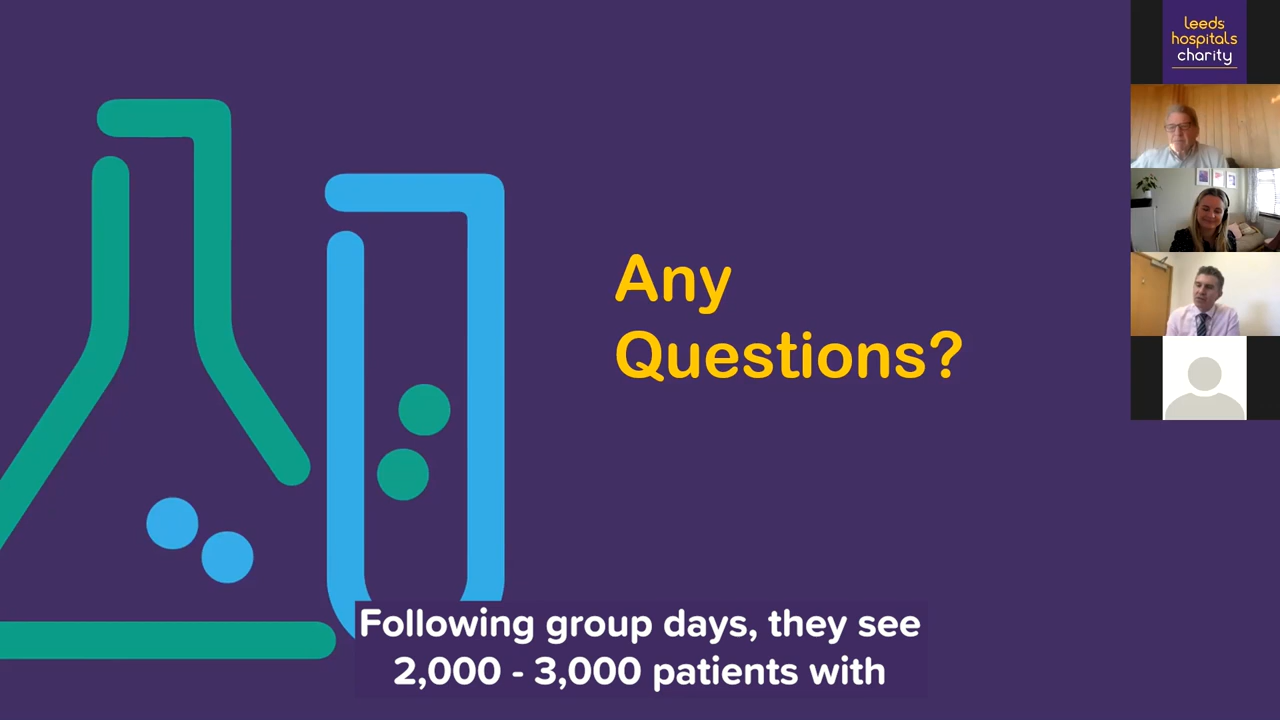 leeds
hospitals
charity
Any
Questions?
Following group days, they see
2,000 - 3,000 patients with